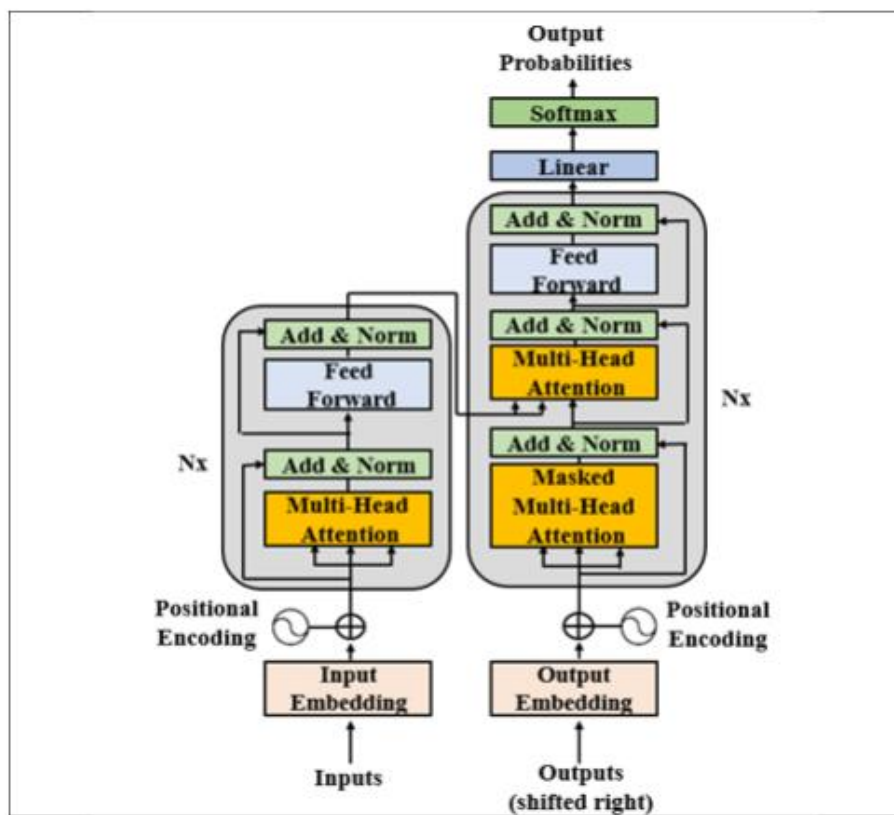 Output
Probabilities
Softmax
Linear
Add & Norm
Feed
Forward
Add & Norm
Multi-Head
Attention
Nx
Add & Norm
Masked
Multi-Head
Attention
Add & Norm
Feed
Forward
Nx
Add & Norm
Multi-Head
Attention
Positional
Encoding
Positional
Encoding
Input
Embedding
Output
Embedding
Inputs
Outputs
(shifted right)